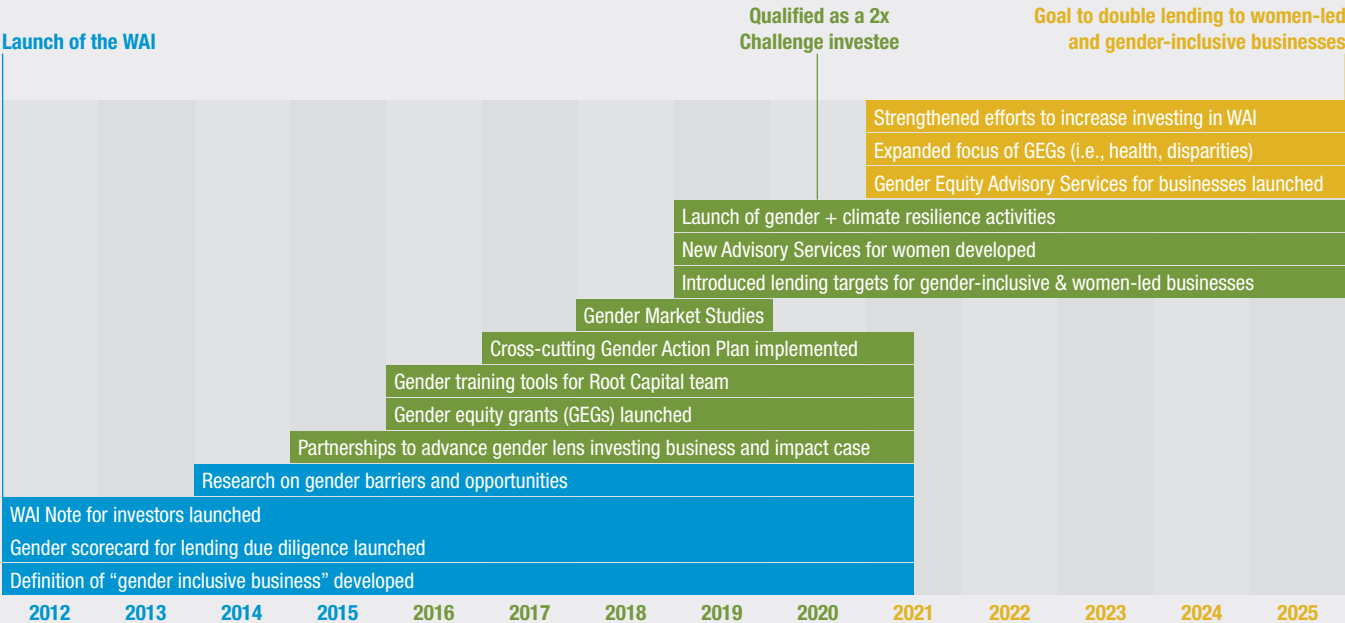 Launch of the WAI
Qualified as a 2x
Challenge investee
Goal to double lending to women-led
and gender-inclusive businesses
Strengthened efforts to increase investing in WAI
Expanded focus of GEGs (i.e., health, disparities)
Gender Equity Advisory Services for businesses launched
Launch of gender + climate resilience activities
New Advisory Services for women developed
Introduced lending targets for gender-inclusive & women-led businesses
Gender Market Studies
Cross-cutting Gender Action Plan implemented
Gender training tools for Root Capital team
Gender equity grants (GEGs) launched
Partnerships to advance gender lens investing business and impact case
Research on gender barriers and opportunities
WAI Note for investors launched
Gender scorecard for lending due diligence launched
Definition of “gender inclusive business” developed
2012 2013 2014 2015 2016 2017 2018 2019 2020 2021 2022 2023 2024 2025